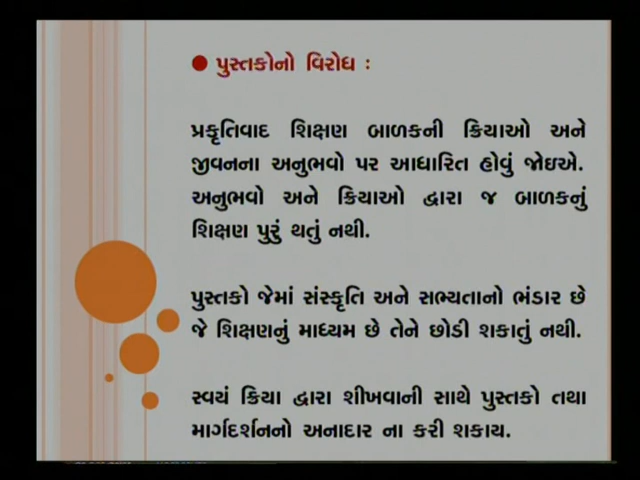 ● પુસ્તકોનો વિરોધ :
પ્રકૃતિવાદ શિક્ષણ બાળકની ક્રિયાઓ અને
જીવનના અનુભવો પર આધારિત હોવું જોઇએ.
અનુભવો અને ક્રિયાઓ દ્વારા જ બાળકનું
શિક્ષણ પુરું થતું નથી.
પુસ્તકો જેમાં સંસ્કૃતિ અને સભ્યતાનો ભંડાર છે
જે શિક્ષણનું માધ્યમ છે તેને છોડી શકાતું નથી.
સ્વયં ક્રિયા દ્વારા શીખવાની સાથે પુસ્તકો તથા
માર્ગદર્શનનો અનાદાર ના કરી શકાય.